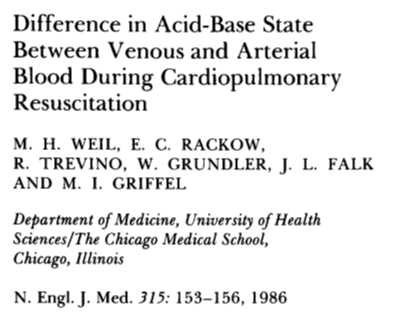 Difference in Acid-Base State
Between Venous and Arterial
Blood During Cardiopulmonary
Resuscitation
M. H. WEIL, E. C. RACKOW,
R. TREVINO, W. GRUNDLER, J. L. FALK
AND M. I. GRIFFEL
Department of Medicine, University of Health
Sciences/The Chicago Medical School,
Chicago, Illinois
N. Engl. J. Med. 315: 153–156, 1986